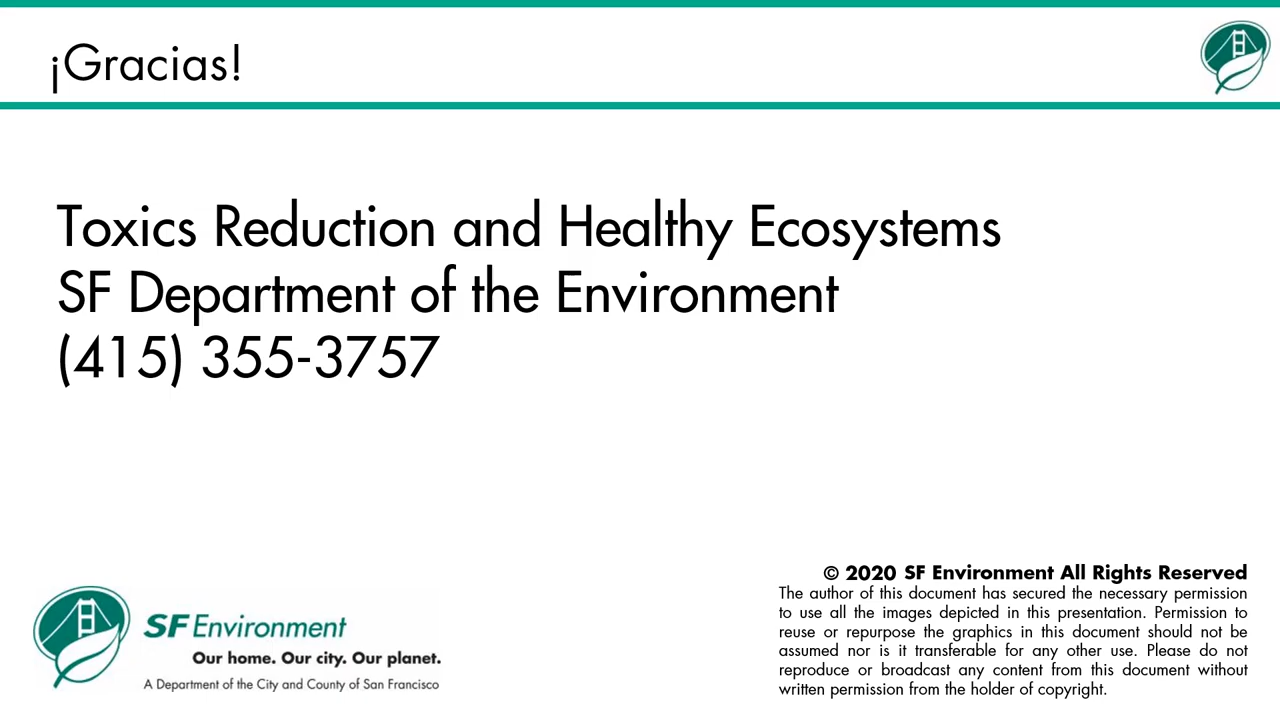 ¡Gracias!
Toxics Reduction and Healthy Ecosystems
SF Department of the Environment
(415) 355-3757
SF Environment
Our home. Our city. Our planet.
A Department of the City and County of San Francisco
© 2020 SF Environment All Rights Reserved
The author of this document has secured the necessary permission
to use all the images depicted in this presentation. Permission to
reuse or repurpose the graphics in this document should not be
assumed nor is it transferable for any other use. Please do not
reproduce or broadcast any content from this document without
written permission from the holder of copyright.